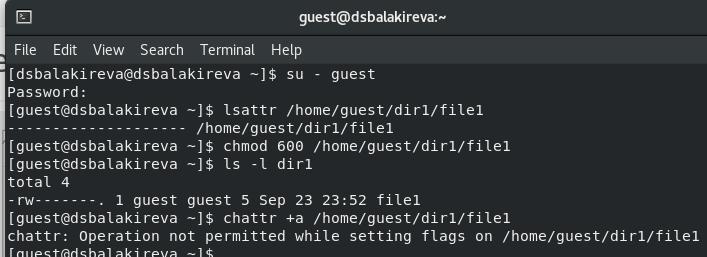 guest@dsbalakireva:~
File Edit View Search Terminal Help
[dsbalakireva@dsbalakireva ~]$ su - guest
Password:
[guest@dsbalakireva ~]$ lsattr /home/guest/dir1/file1
-------------------- /home/guest/dir1/file1
[guest@dsbalakireva ~]$ chmod 600 /home/guest/dir1/file1
[guest@dsbalakireva ~]$ ls -l dir1
total 4
-rw-------. 1 guest guest 5 Sep 23 23:52 file1
[guest@dsbalakireva ~]$ chattr +a /home/guest/dir1/file1
chattr: Operation not permitted while setting flags on /home/guest/dir1/file1
[guest@dsbalakireva ~]$